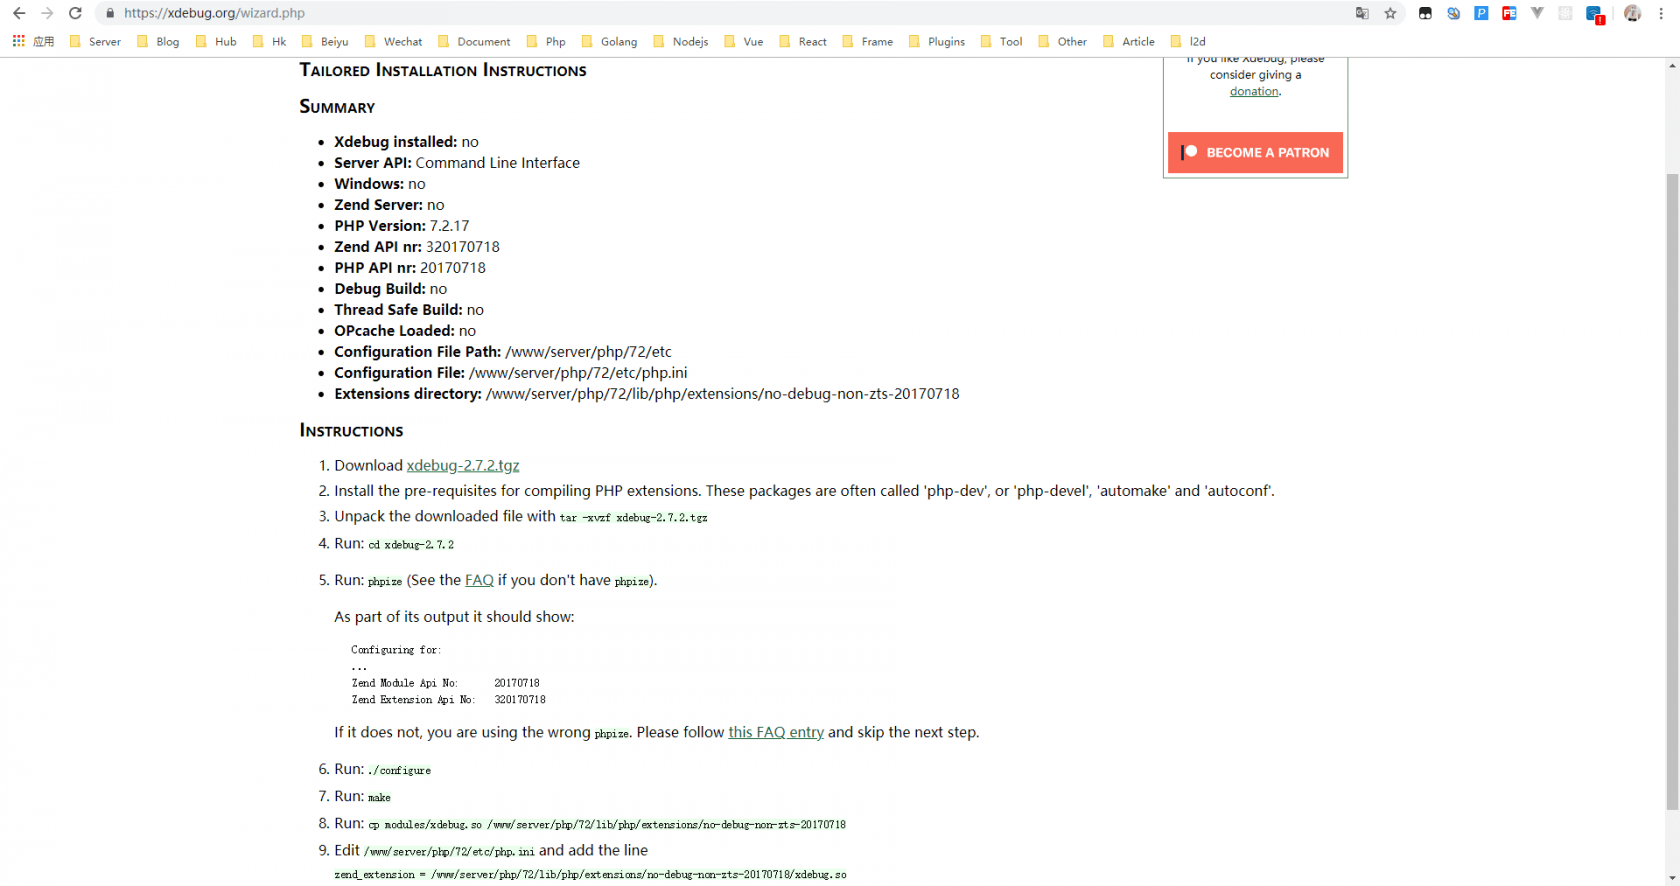 https://xdebug.org/wizard.php
应用 Server Blog Hub Hk Beiyu Wechat Document Php Golang Nodejs Vue React Frame Plugins Tool Other Article l2d
TAILORED INSTALLATION INSTRUCTIONS
If you like Xdebug, please
consider giving a
donation.
BECOME A PATRON
SUMMARY
• Xdebug installed: no
• Server API: Command Line Interface
• Windows: no
• Zend Server: no
• PHP Version: 7.2.17
• Zend API nr: 320170718
• PHP API nr: 20170718
• Debug Build: no
• Thread Safe Build: no
• OPcache Loaded: no
• Configuration File Path: /www/server/php/72/etc
• Configuration File: /www/server/php/72/etc/php.ini
• Extensions directory: /www/server/php/72/lib/php/extensions/no-debug-non-zts-20170718
INSTRUCTIONS
1. Download xdebug-2.7.2.tgz
2. Install the pre-requisites for compiling PHP extensions. These packages are often called 'php-dev', or 'php-devel', 'automake' and 'autoconf'.
3. Unpack the downloaded file with tar -xvzf xdebug-2.7.2.tgz
4. Run: cd xdebug-2.7.2
5. Run: phpize (See the FAQ if you don't have phpize).
As part of its output it should show:
Configuring for:
...
Zend Module Api No: 20170718
Zend Extension Api No: 320170718
If it does not, you are using the wrong phpize. Please follow this FAQ entry and skip the next step.
6. Run: ./configure
7. Run: make
8. Run: cp modules/xdebug.so /www/server/php/72/lib/php/extensions/no-debug-non-zts-20170718
9. Edit /www/server/php/72/etc/php.ini and add the line
zend_extension = /www/server/php/72/lib/php/extensions/no-debug-non-zts-20170718/xdebug.so